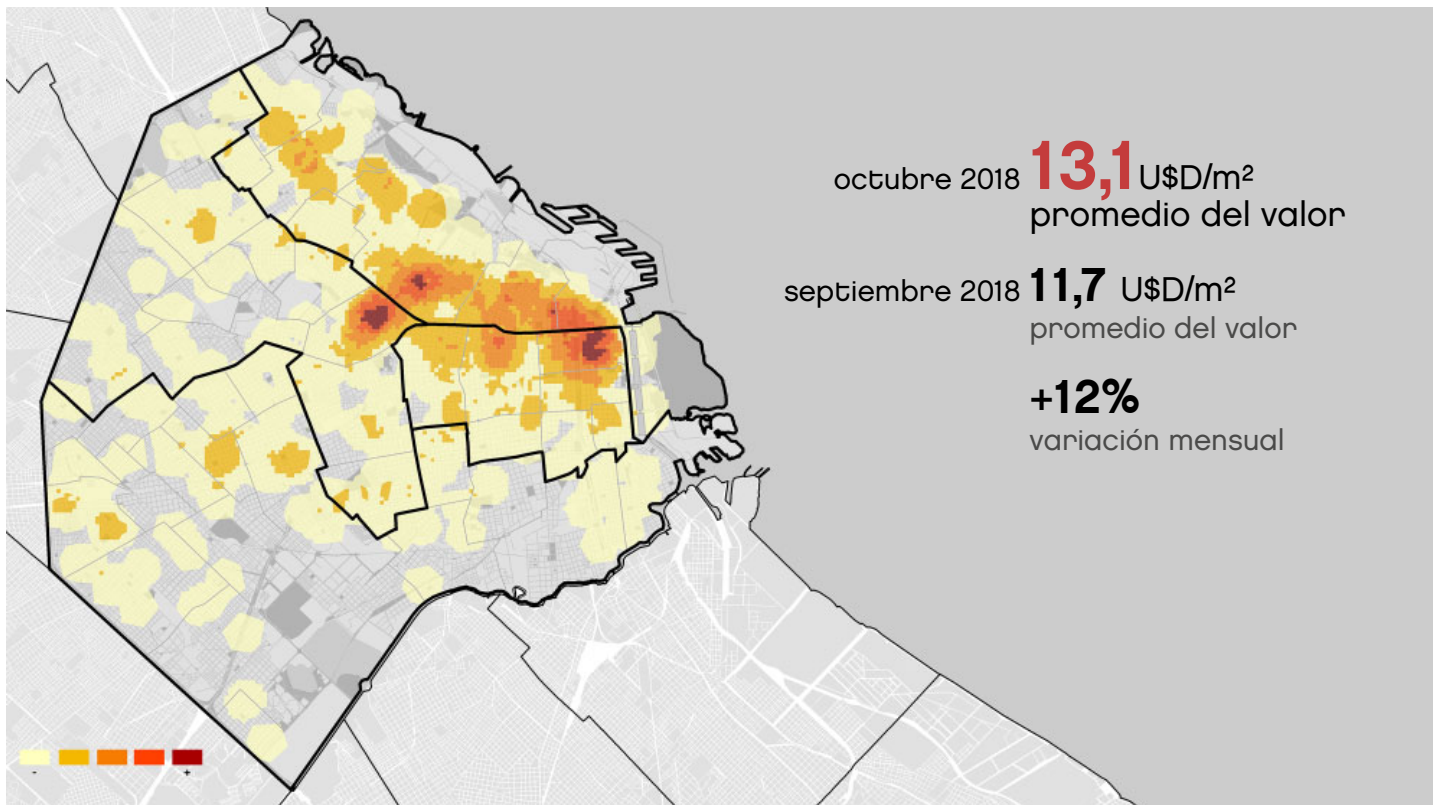 octubre 2018 13,1 U$D/m²
promedio del valor
septiembre 2018 11,7 U$D/m²
promedio del valor
+12%
variación mensual
- +